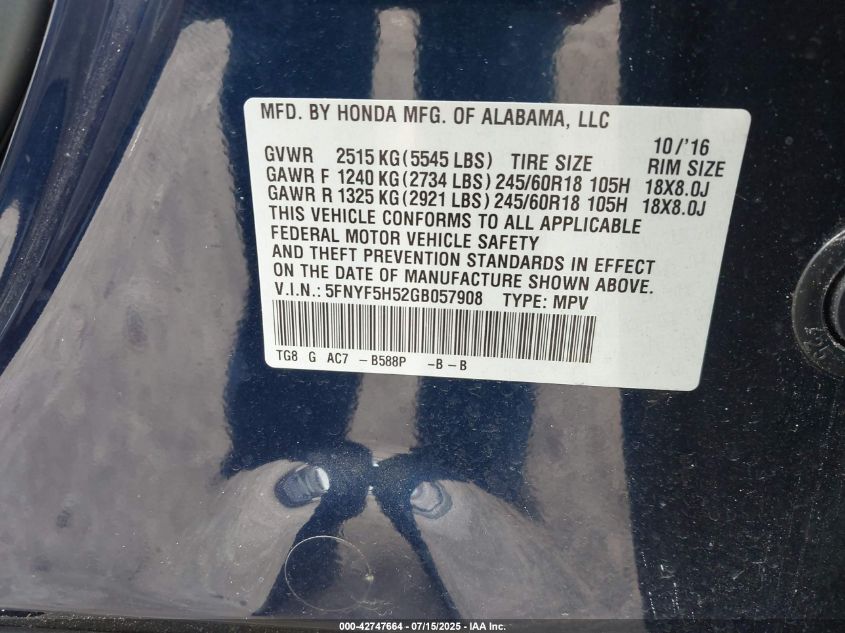 MFD. BY HONDA MFG. OF ALABAMA, LLC
10/'16
GVWR 2515 KG (5545 LBS) TIRE SIZE RIM SIZE
GAWR F 1240 KG (2734 LBS) 245/60R18 105H 18X8.0J
GAWR R 1325 KG (2921 LBS) 245/60R18 105H 18X8.0J
THIS VEHICLE CONFORMS TO ALL APPLICABLE
FEDERAL MOTOR VEHICLE SAFETY
AND THEFT PREVENTION STANDARDS IN EFFECT
ON THE DATE OF MANUFACTURE SHOWN ABOVE.
V.I.N.: 5FNYF5H52GB057908 TYPE: MPV
TG8 G AC7 -B588P -B-B
000-42747664 - 07/15/2025 - IAA Inc.